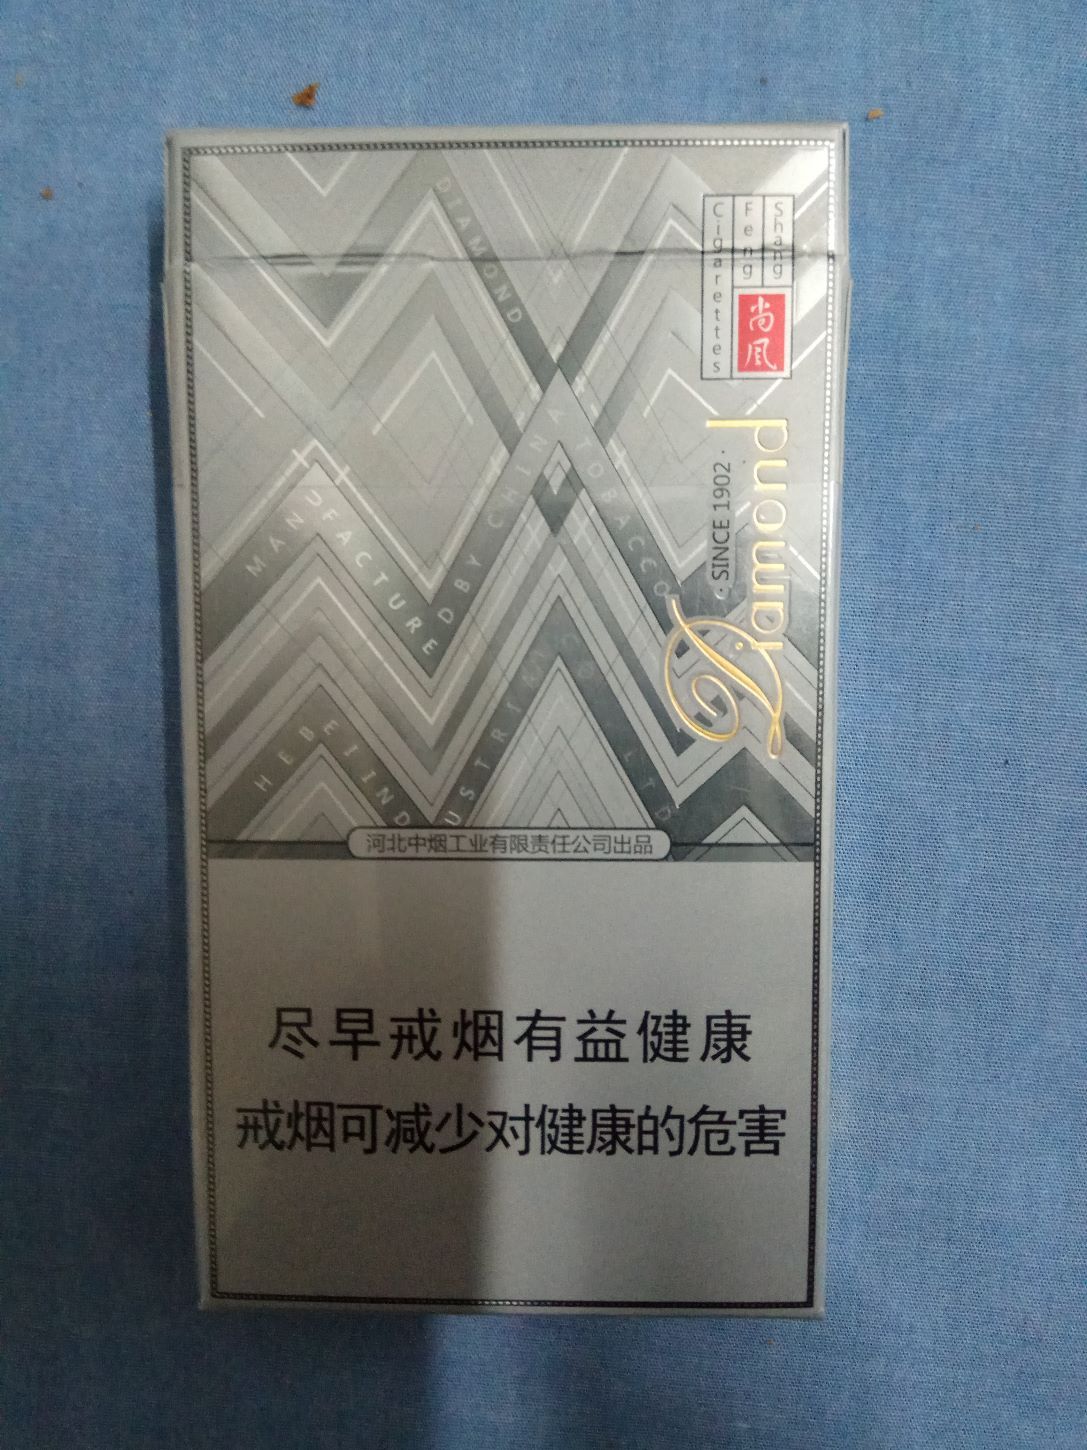 Shang
Feng
Cigarettes
尚风
Diamond
· SINCE 1902 ·
DIAMOND
MANUFACTURED BY CHINA TOBACCO
HEBEI INDUSTRIAL CO LTD
河北中烟工业有限责任公司出品
尽早戒烟有益健康
戒烟可减少对健康的危害